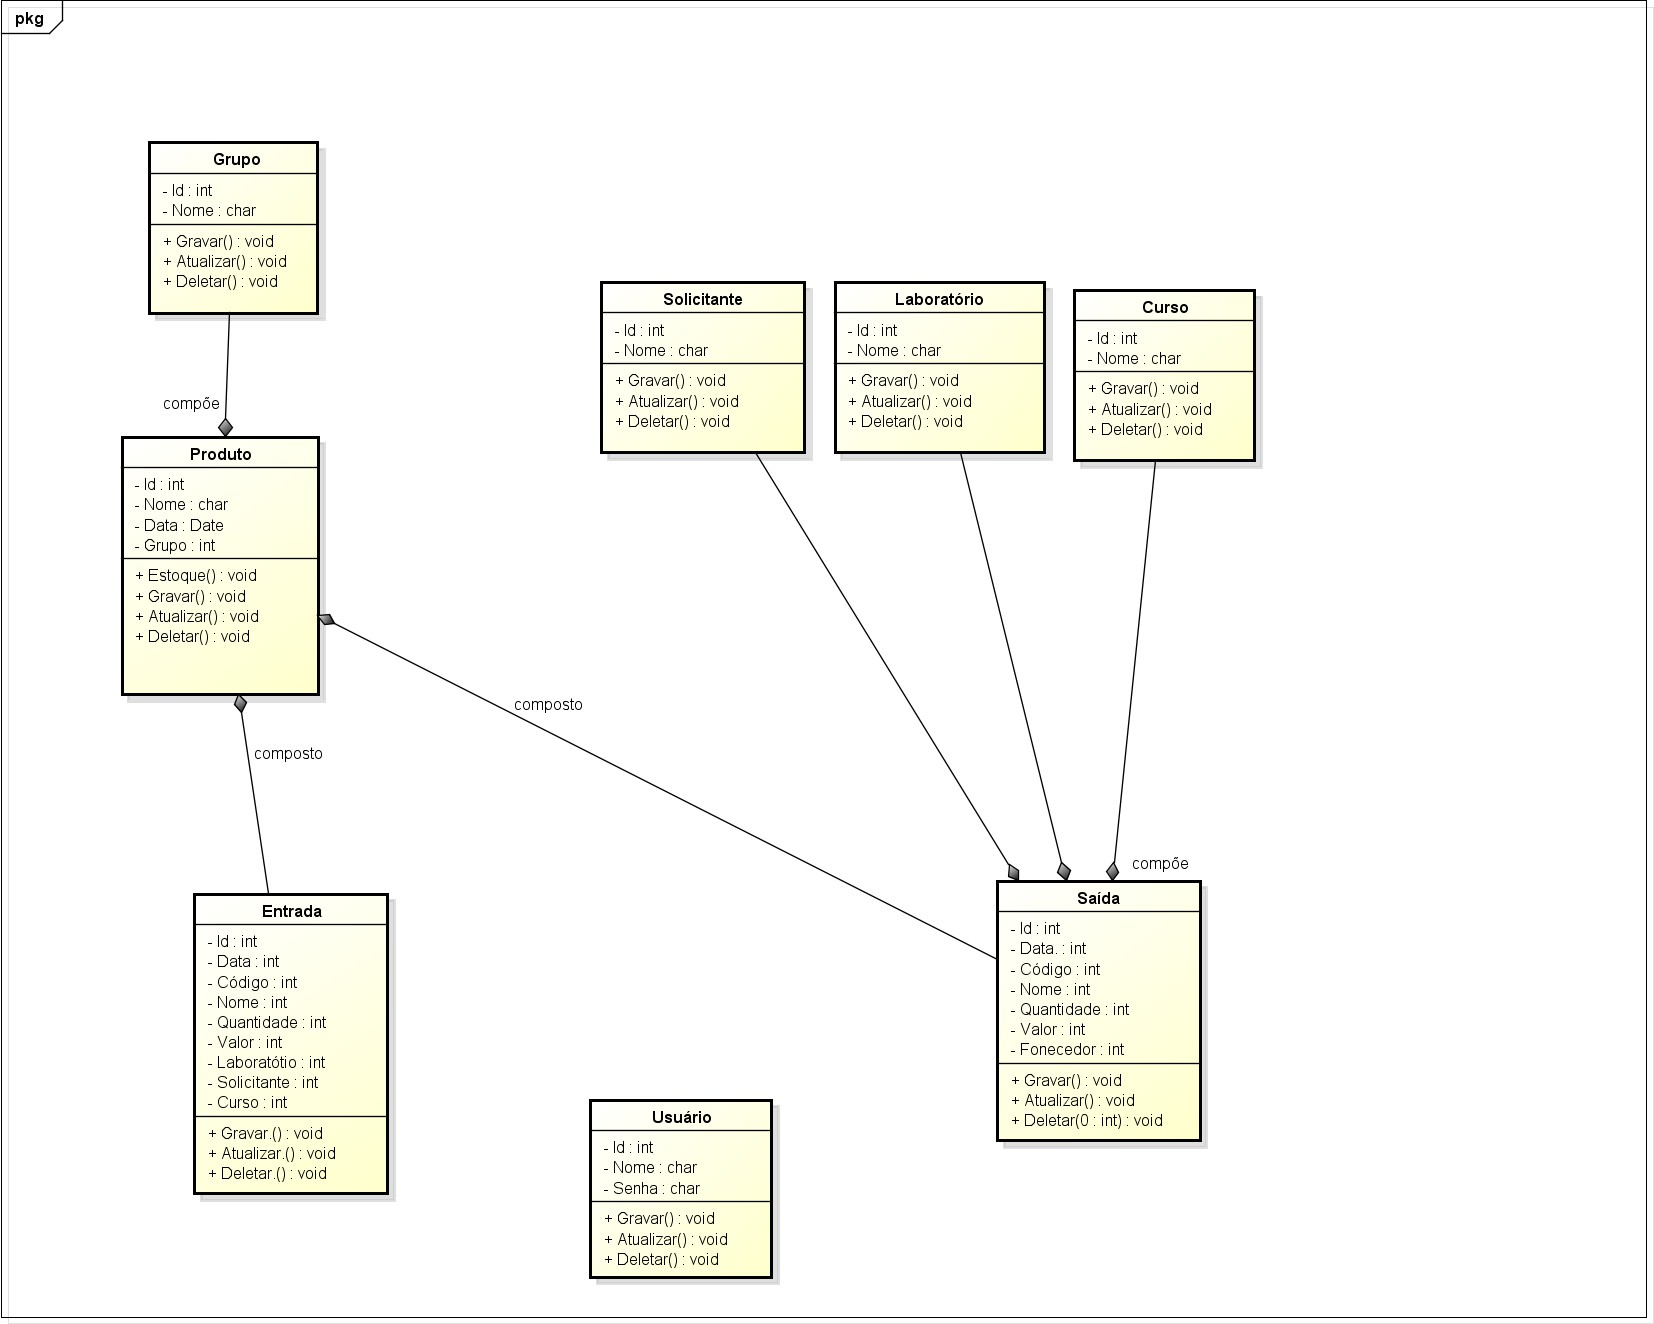 pkg
Grupo
- Id : int
- Nome : char
+ Gravar() : void
+ Atualizar() : void
+ Deletar() : void
compõe
Produto
- Id : int
- Nome : char
- Data : Date
- Grupo : int
+ Estoque() : void
+ Gravar() : void
+ Atualizar() : void
+ Deletar() : void
Solicitante
- Id : int
- Nome : char
+ Gravar() : void
+ Atualizar() : void
+ Deletar() : void
Laboratório
- Id : int
- Nome : char
+ Gravar() : void
+ Atualizar() : void
+ Deletar() : void
Curso
- Id : int
- Nome : char
+ Gravar() : void
+ Atualizar() : void
+ Deletar() : void
composto
composto
compõe
Entrada
- Id : int
- Data : int
- Código : int
- Nome : int
- Quantidade : int
- Valor : int
- Laboratótio : int
- Solicitante : int
- Curso : int
+ Gravar.() : void
+ Atualizar.() : void
+ Deletar.() : void
Saída
- Id : int
- Data. : int
- Código : int
- Nome : int
- Quantidade : int
- Valor : int
- Fonecedor : int
+ Gravar() : void
+ Atualizar() : void
+ Deletar(0 : int) : void
Usuário
- Id : int
- Nome : char
- Senha : char
+ Gravar() : void
+ Atualizar() : void
+ Deletar() : void